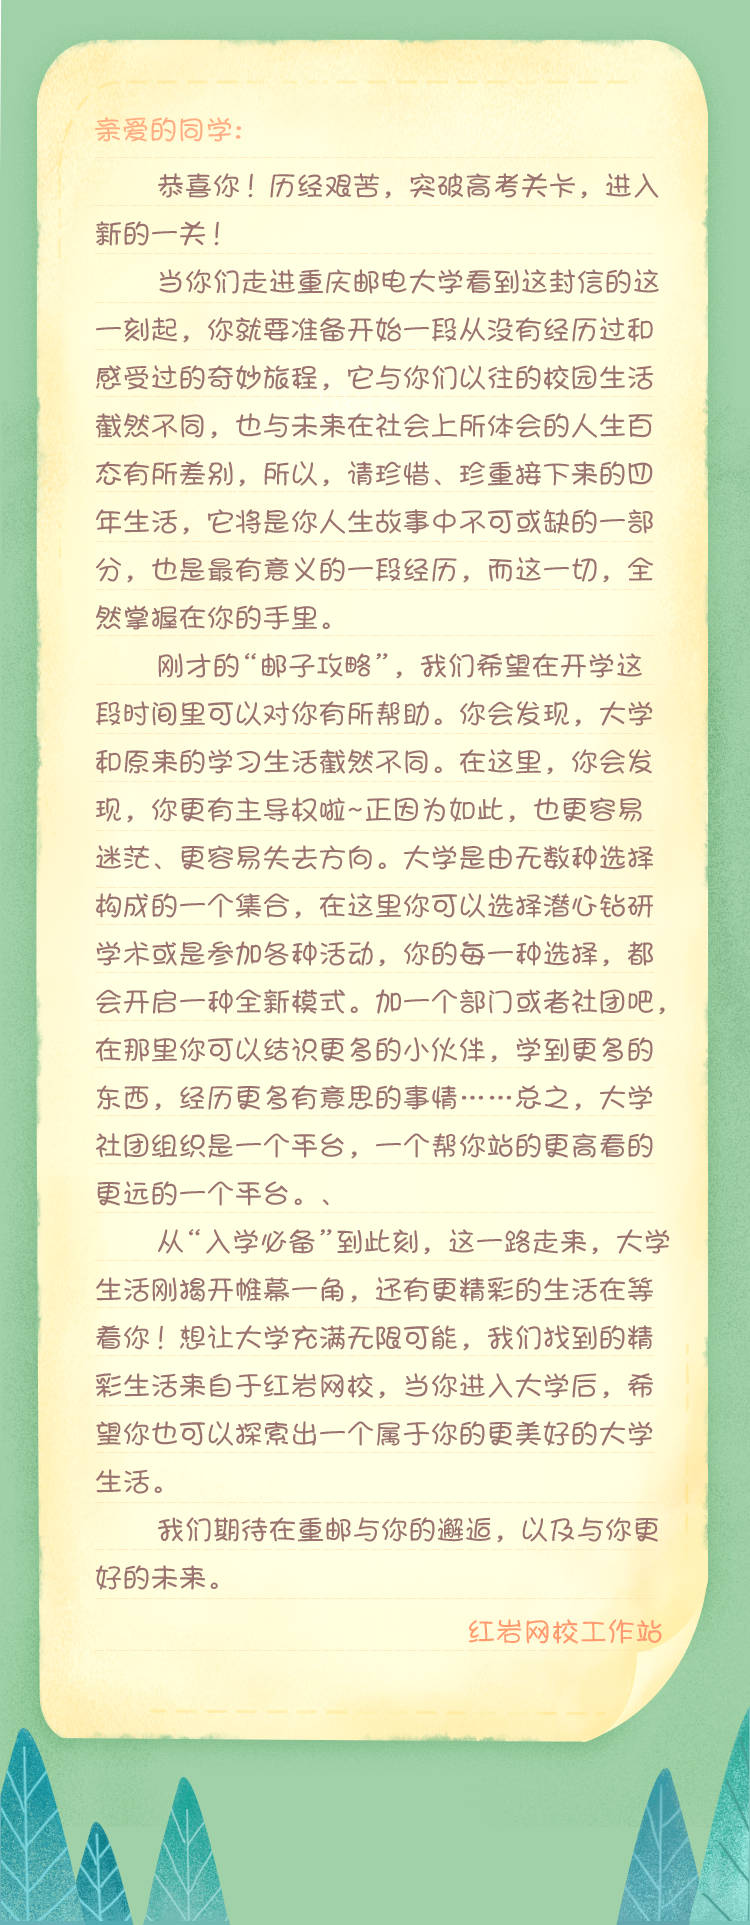 亲爱的同学:
恭喜你！历经艰苦，突破高考关卡，进入
新的一关！
当你们走进重庆邮电大学看到这封信的这
一刻起，你就要准备开始一段从没有经历过和
感受过的奇妙旅程，它与你们以往的校园生活
截然不同，也与未来在社会上所体会的人生百
态有所差别，所以，请珍惜、珍重接下来的四
年生活，它将是你人生故事中不可或缺的一部
分，也是最有意义的一段经历，而这一切，全
然掌握在你的手里。
刚才的“邮子攻略”，我们希望在开学这
段时间里可以对你有所帮助。你会发现，大学
和原来的学习生活截然不同。在这里，你会发
现，你更有主导权啦~正因为如此，也更容易
迷茫、更容易失去方向。大学是由无数种选择
构成的一个集合，在这里你可以选择潜心钻研
学术或是参加各种活动，你的每一种选择，都
会开启一种全新模式。加一个部门或者社团吧，
在那里你可以结识更多的小伙伴，学到更多的
东西，经历更多有意思的事情……总之，大学
社团组织是一个平台，一个帮你站的更高看的
更远的一个平台。、
从“入学必备”到此刻，这一路走来，大学
生活刚揭开帷幕一角，还有更精彩的生活在等
着你！想让大学充满无限可能，我们找到的精
彩生活来自于红岩网校，当你进入大学后，希
望你也可以探索出一个属于你的更美好的大学
生活。
我们期待在重邮与你的邂逅，以及与你更
好的未来。
红岩网校工作站